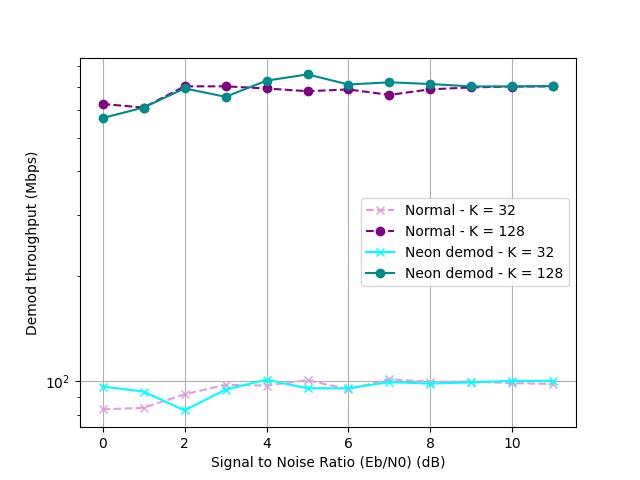 Demod throughput (Mbps)
10²
Normal - K = 32
Normal - K = 128
Neon demod - K = 32
Neon demod - K = 128
0 2 4 6 8 10
Signal to Noise Ratio (Eb/N0) (dB)